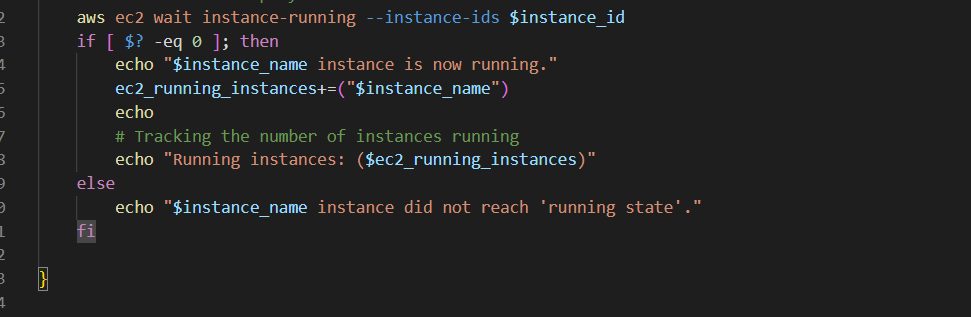 2 aws ec2 wait instance-running --instance-ids $instance_id
3 if [ $? -eq 0 ]; then
4 echo "$instance_name instance is now running."
5 ec2_running_instances+=("$instance_name")
6 echo
7 # Tracking the number of instances running
8 echo "Running instances: ($ec2_running_instances)"
9 else
0 echo "$instance_name instance did not reach 'running state'."
1 fi
2
3 }
4